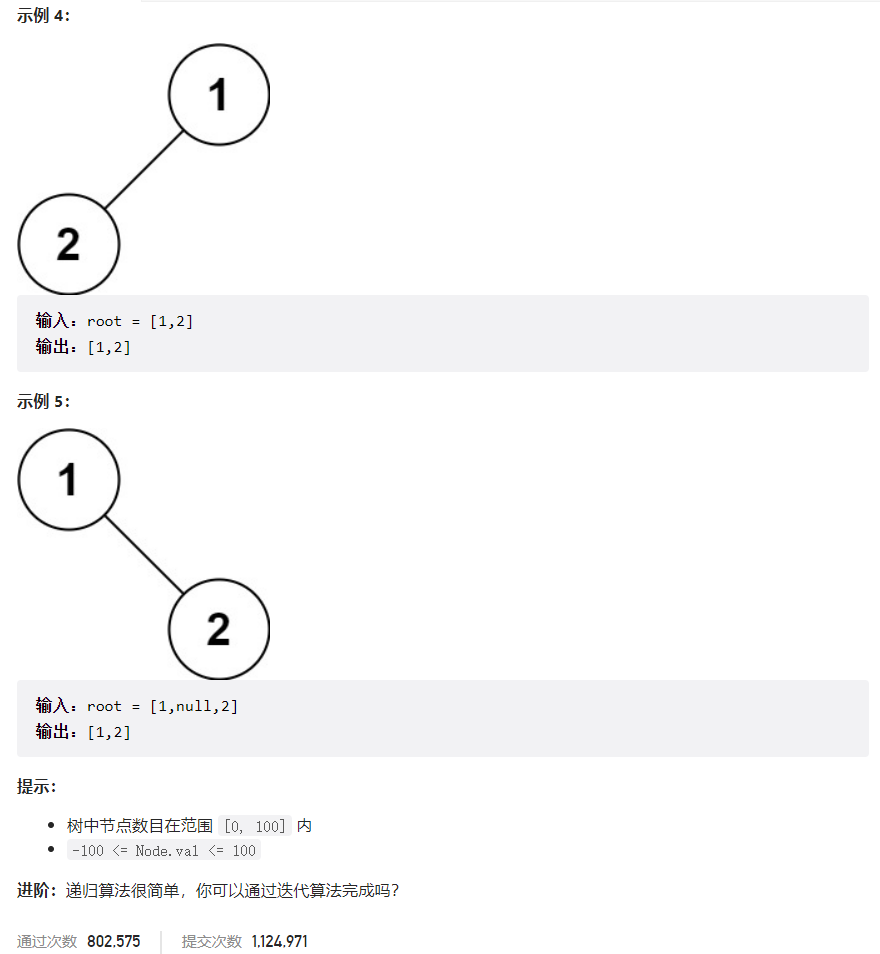 示例 4：
1
2
输入：root = [1,2]
输出：[1,2]
示例 5：
1
2
输入：root = [1,null,2]
输出：[1,2]
提示：
树中节点数目在范围 [0, 100] 内
-100 <= Node.val <= 100
进阶：递归算法很简单，你可以通过迭代算法完成吗？
通过次数 802,575 提交次数 1,124,971